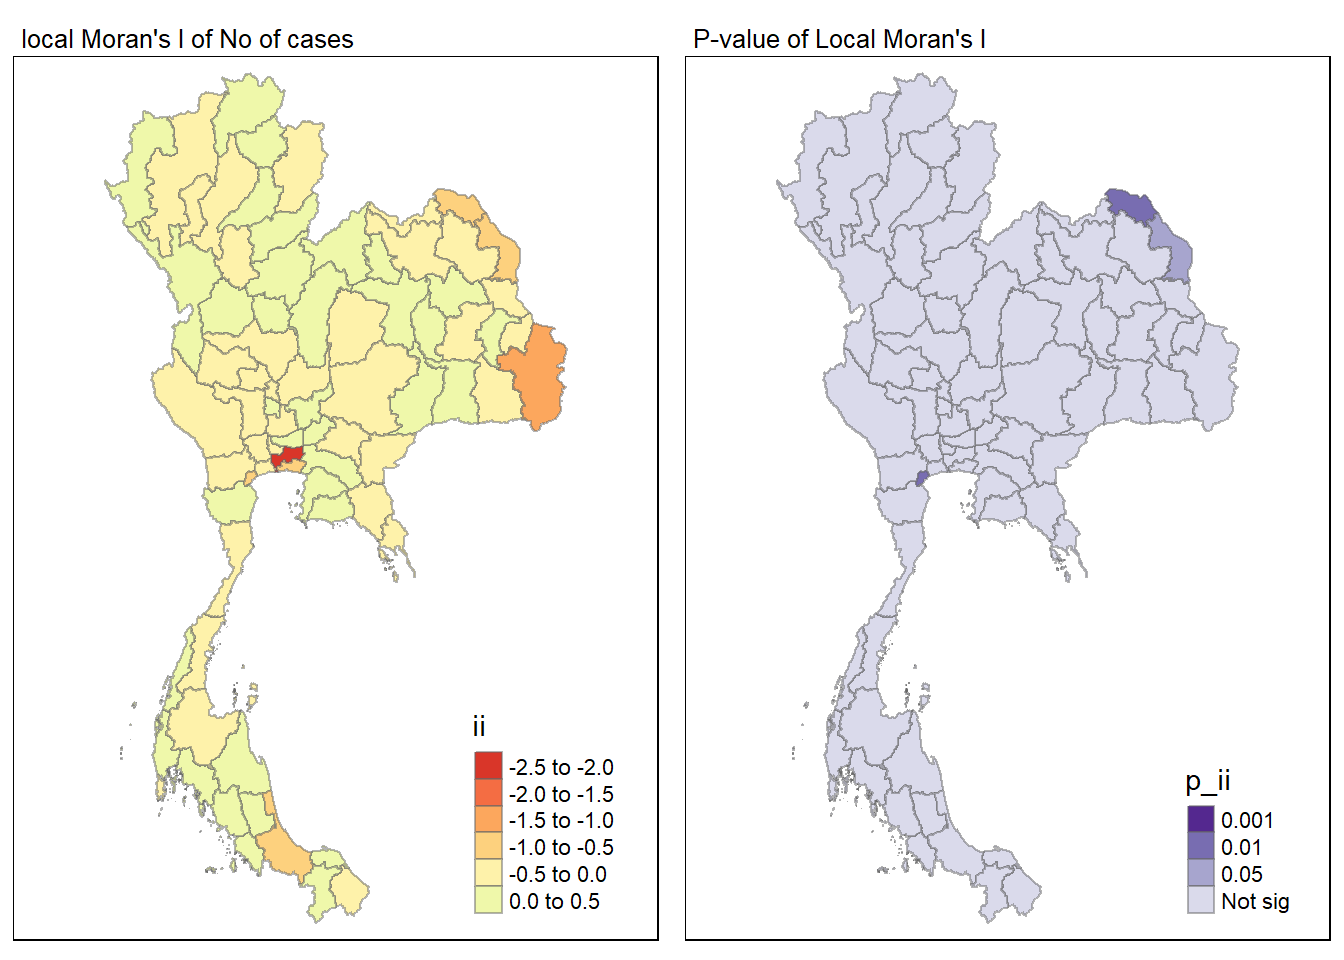 local Moran's I of No of cases
P-value of Local Moran's I
ii
-2.5 to -2.0
-2.0 to -1.5
-1.5 to -1.0
-1.0 to -0.5
-0.5 to 0.0
0.0 to 0.5
p_ii
0.001
0.01
0.05
Not sig